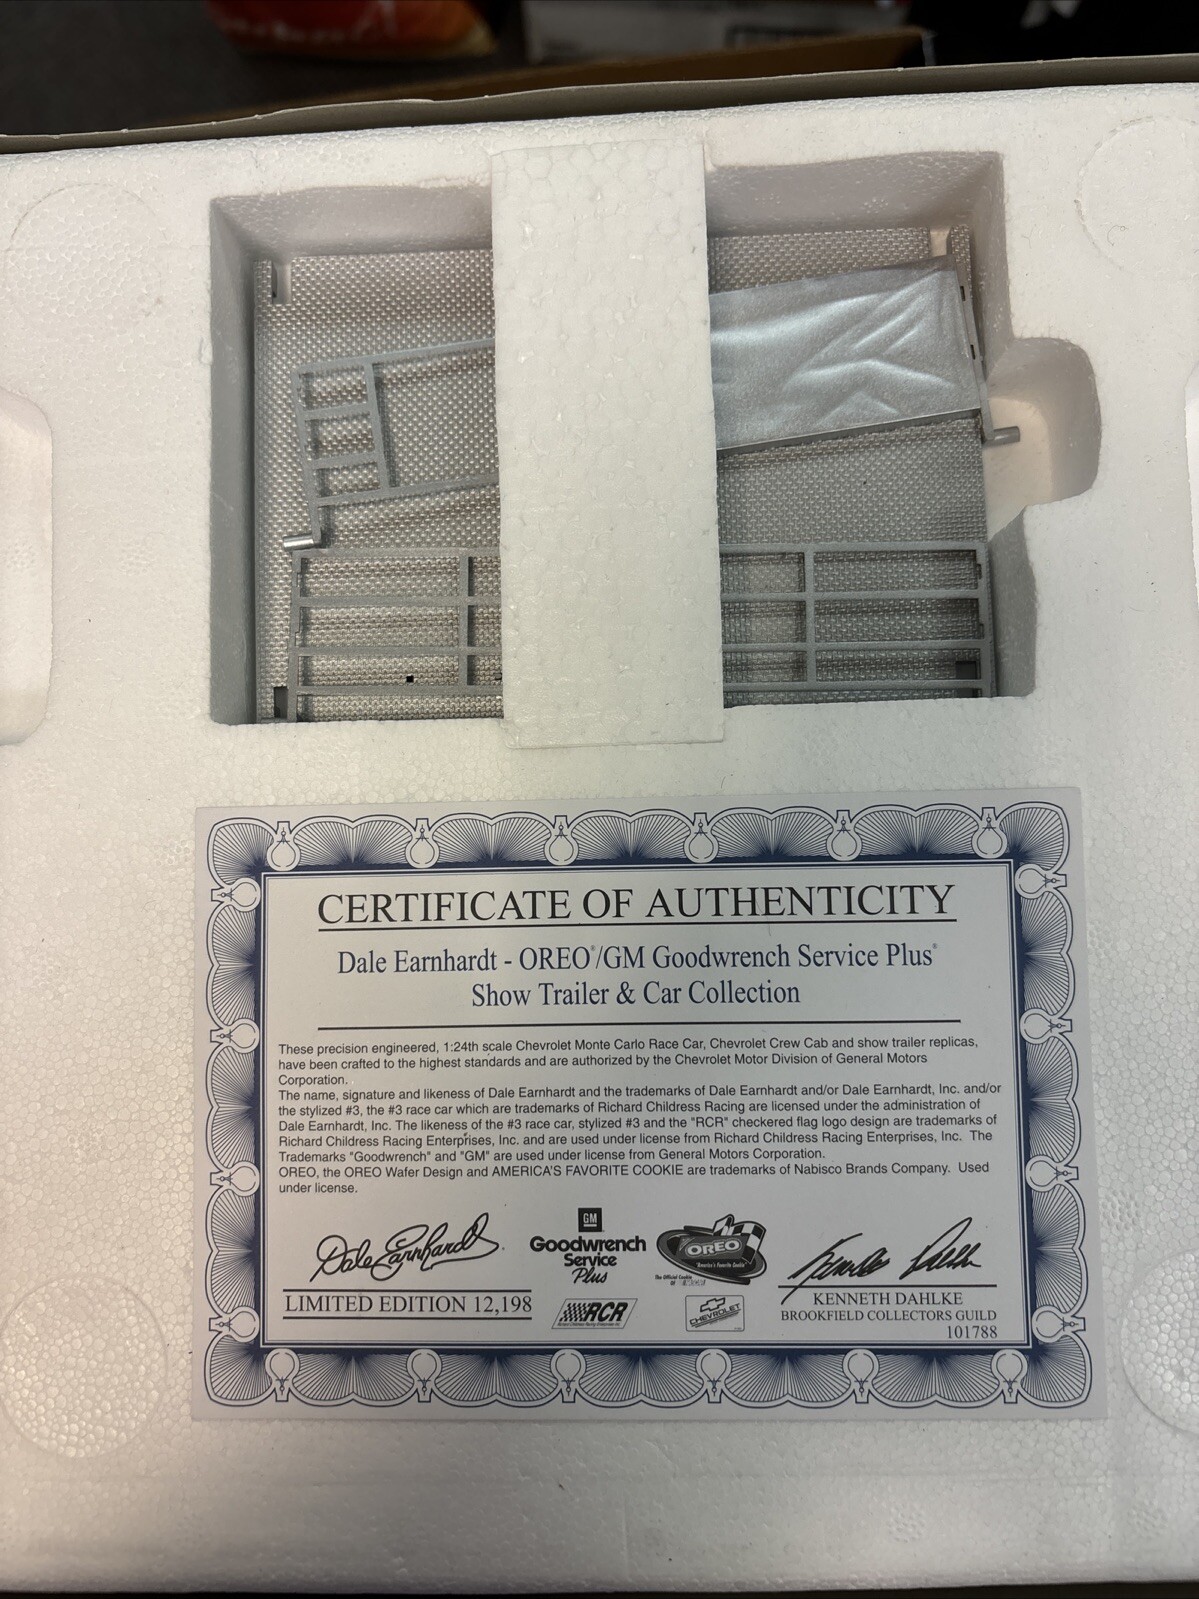 CERTIFICATE OF AUTHENTICITY
Dale Earnhardt - OREO®/GM Goodwrench Service Plus®
Show Trailer & Car Collection
These precision engineered, 1:24th scale Chevrolet Monte Carlo Race Car, Chevrolet Crew Cab and show trailer replicas,
have been crafted to the highest standards and are authorized by the Chevrolet Motor Division of General Motors
Corporation.
The name, signature and likeness of Dale Earnhardt and the trademarks of Dale Earnhardt and/or Dale Earnhardt, Inc. and/or
the stylized #3, the #3 race car which are trademarks of Richard Childress Racing are licensed under the administration of
Dale Earnhardt, Inc. The likeness of the #3 race car, stylized #3 and the "RCR" checkered flag logo design are trademarks of
Richard Childress Racing Enterprises, Inc. and are used under license from Richard Childress Racing Enterprises, Inc. The
Trademarks "Goodwrench" and "GM" are used under license from General Motors Corporation.
OREO, the OREO Wafer Design and AMERICA'S FAVORITE COOKIE are trademarks of Nabisco Brands Company. Used
under license.
Dale Earnhardt
GM
Goodwrench
Service
Plus
OREO
"America's Favorite Cookie"
The Official Cookie
LIMITED EDITION 12,198
RCR
CHEVROLET
KENNETH DAHLKE
BROOKFIELD COLLECTORS GUILD
101788